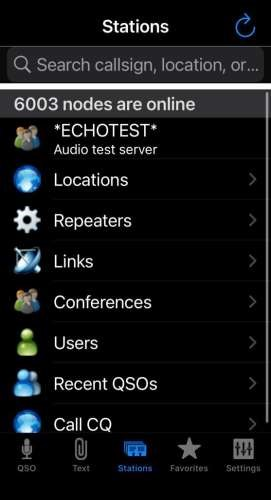 Stations
Search callsign, location, or...
6003 nodes are online
*ECHOTEST*
Audio test server
Locations
Repeaters
Links
Conferences
Users
Recent QSOs
Call CQ
QSO
Text
Stations
Favorites
Settings